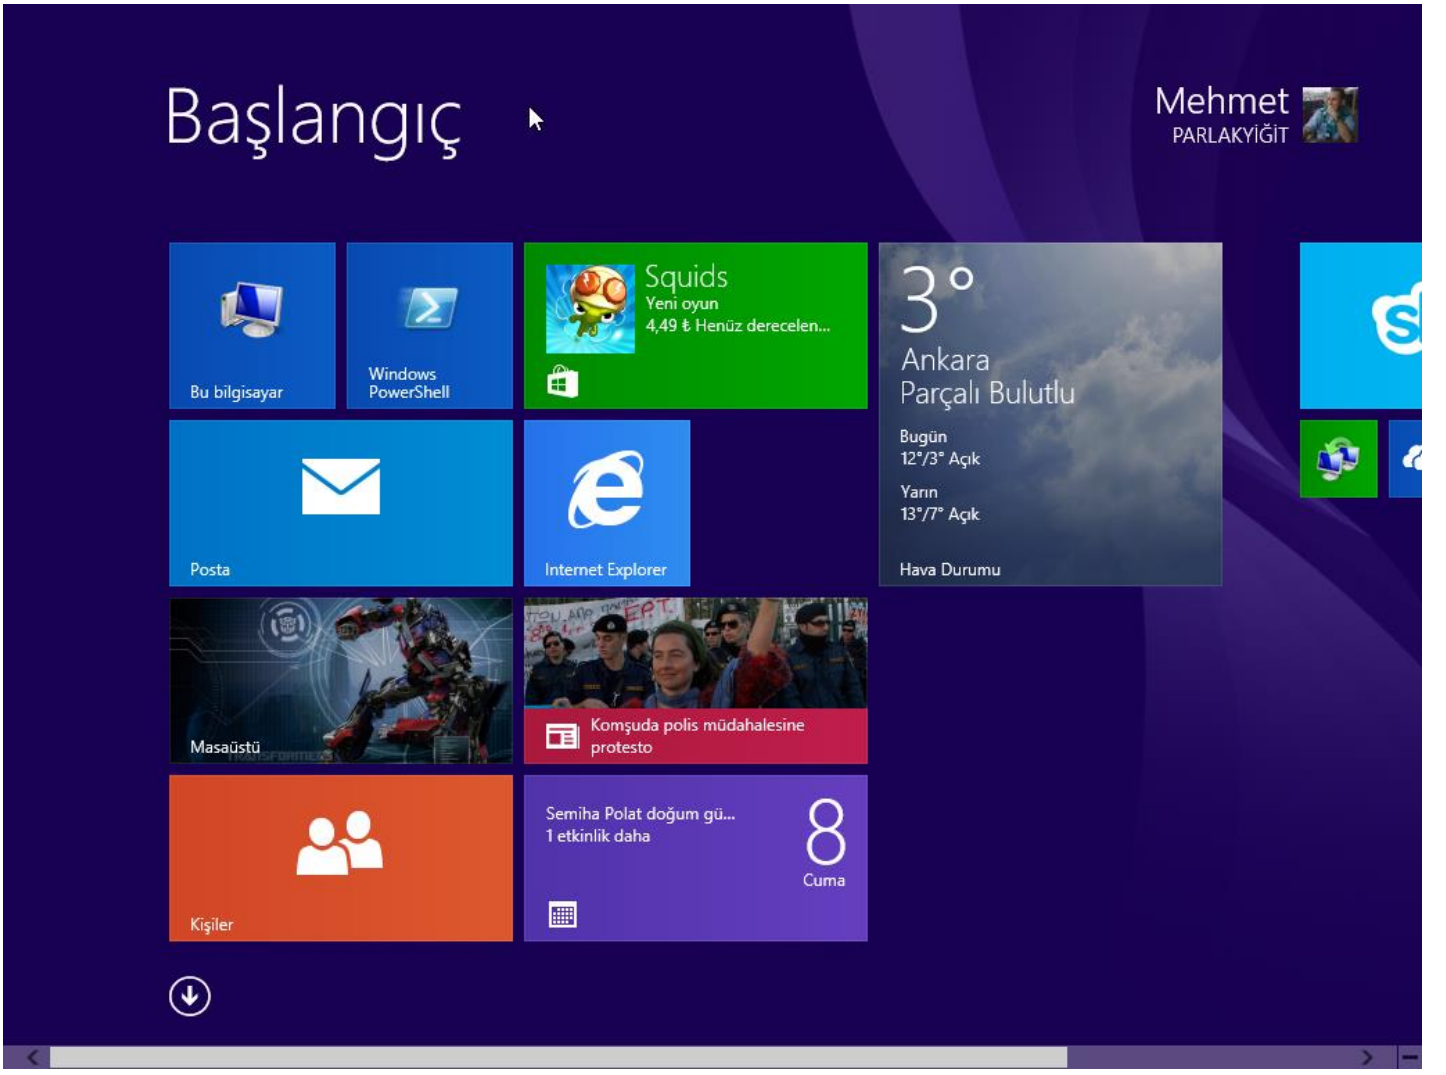 Başlangıç
Mehmet
PARLAKYİĞİT
Bu bilgisayar
Windows
PowerShell
Squids
Yeni oyun
4,49 ₺ Henüz derecelen...
3°
Ankara
Parçalı Bulutlu
Bugün
12°/3° Açık
Yarın
13°/7° Açık
Hava Durumu
Posta
Internet Explorer
Masaüstü
TRANSFORMERS
ΕΡΤ
Komşuda polis müdahalesine
protesto
Kişiler
Semiha Polat doğum gü...
1 etkinlik daha
8
Cuma